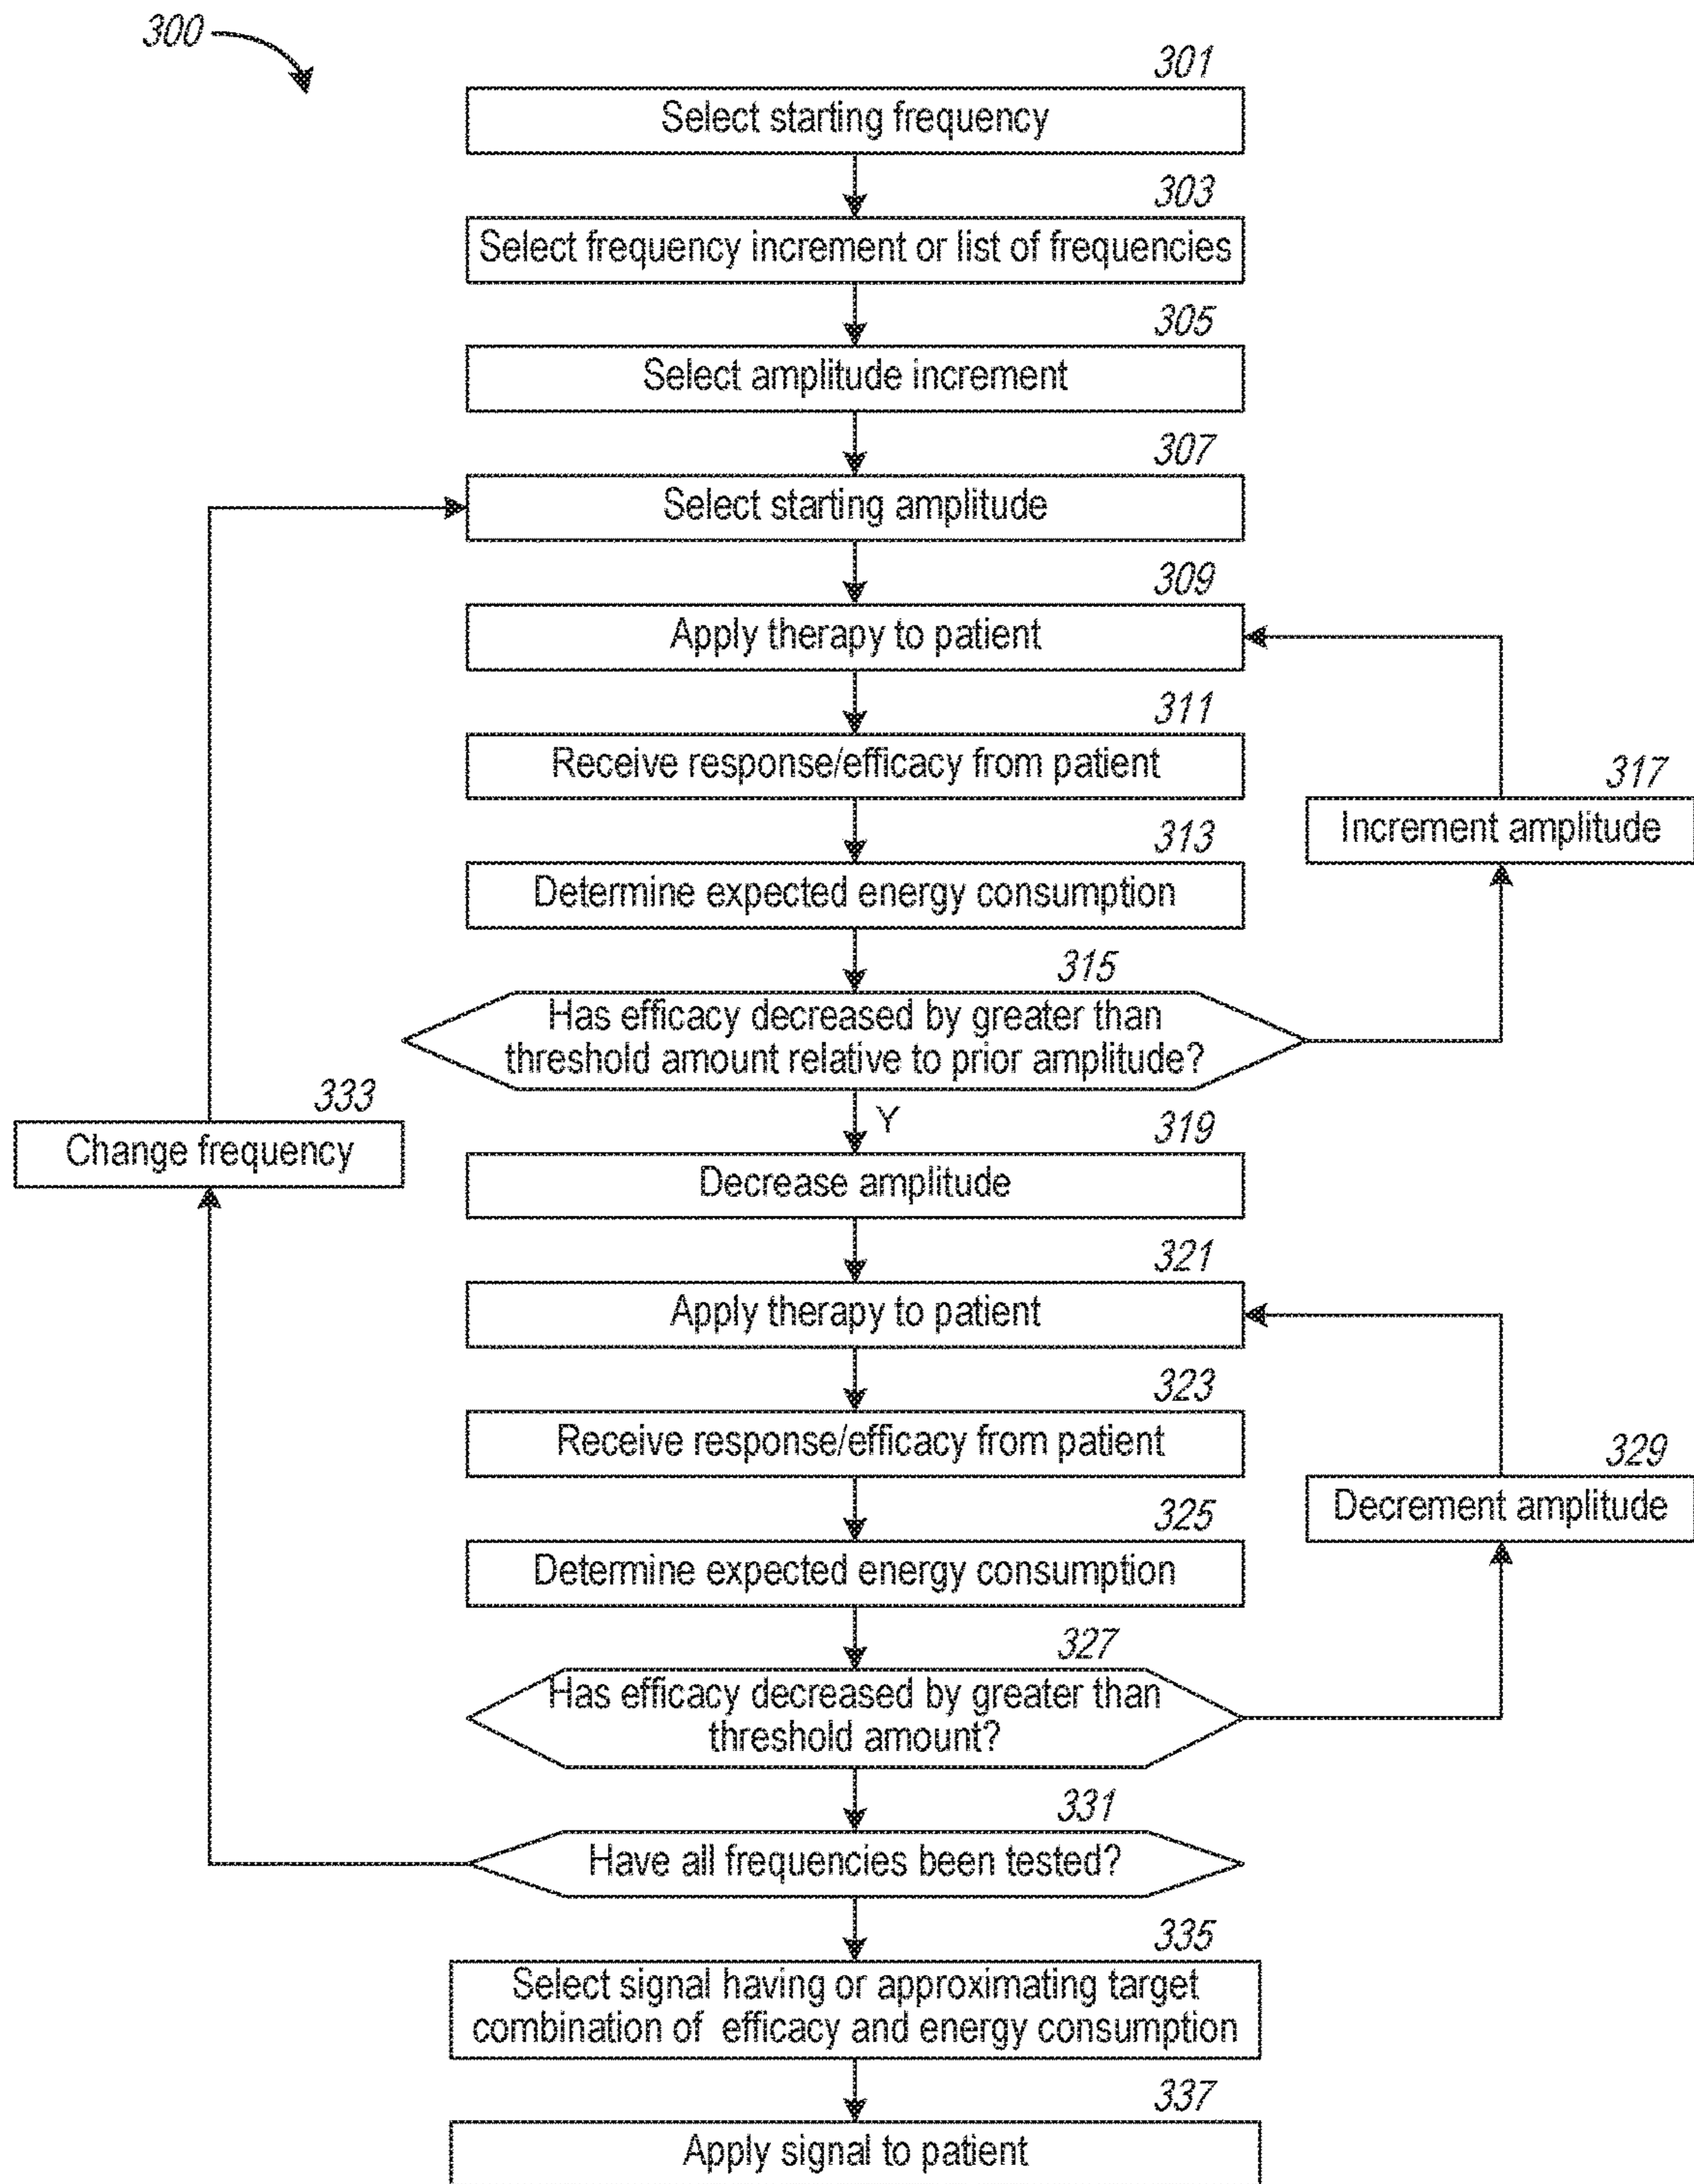 300
301
Select starting frequency
303
Select frequency increment or list of frequencies
305
Select amplitude increment
307
Select starting amplitude
309
Apply therapy to patient
311
Receive response/efficacy from patient
317
Increment amplitude
313
Determine expected energy consumption
315
Has efficacy decreased by greater than
threshold amount relative to prior amplitude?
Y
333
Change frequency
319
Decrease amplitude
321
Apply therapy to patient
323
Receive response/efficacy from patient
329
Decrement amplitude
325
Determine expected energy consumption
327
Has efficacy decreased by greater than
threshold amount?
331
Have all frequencies been tested?
335
Select signal having or approximating target
combination of efficacy and energy consumption
337
Apply signal to patient